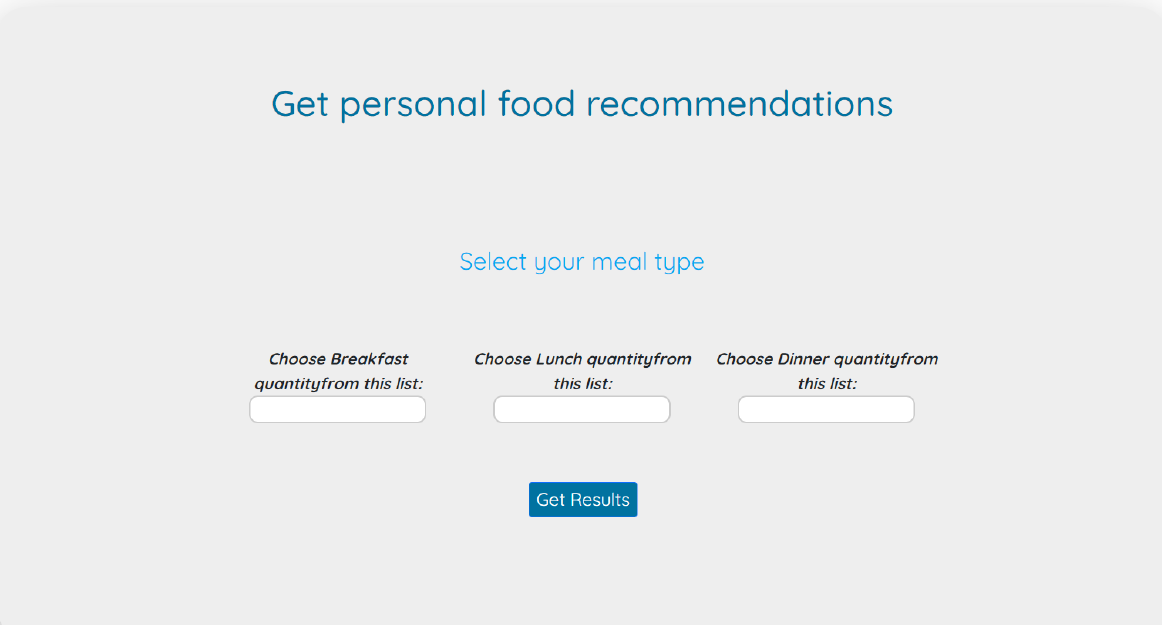 Get personal food recommendations
Select your meal type
Choose Breakfast
quantityfrom this list:
Choose Lunch quantityfrom
this list:
Choose Dinner quantityfrom
this list:
Get Results